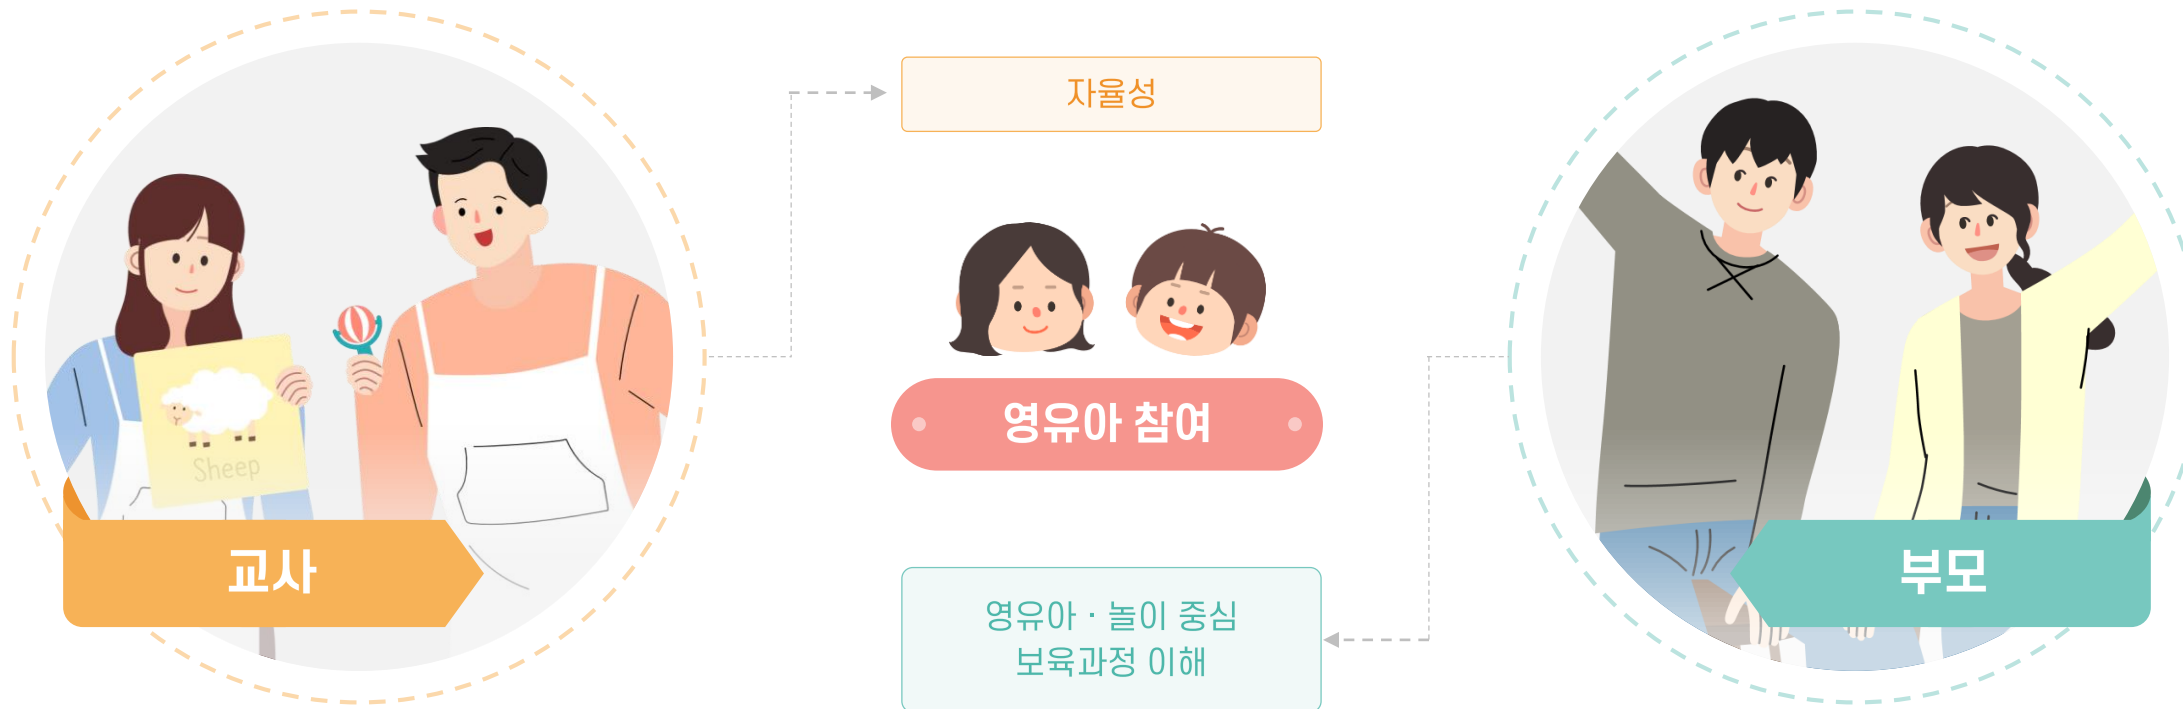 자율성
영유아 참여
Sheep
교사
부모
영유아 · 놀이 중심
보육과정 이해